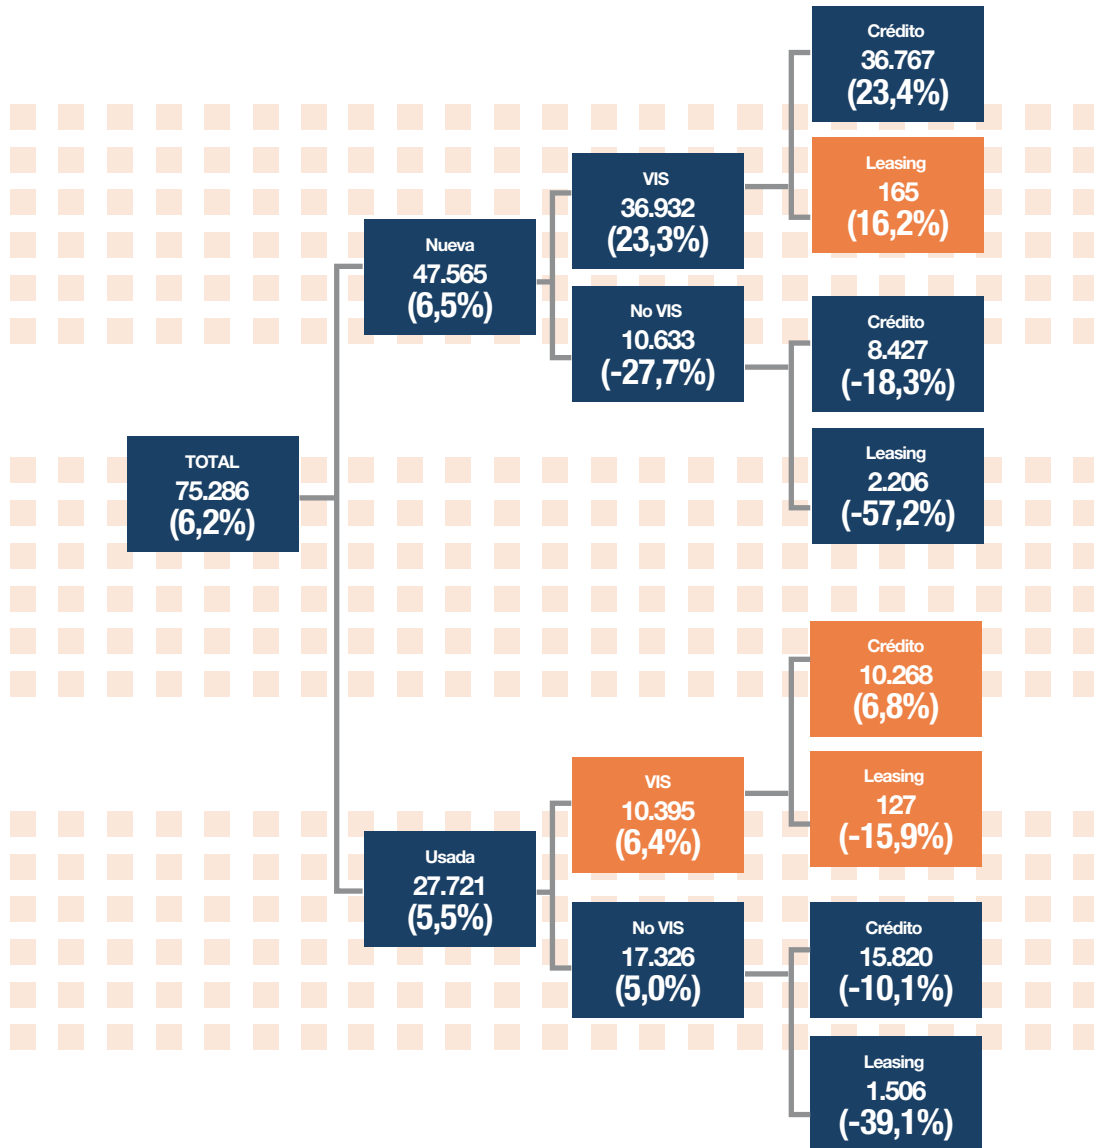 Crédito
36.767
(23,4%)
Leasing
165
(16,2%)
VIS
36.932
(23,3%)
Nueva
47.565
(6,5%)
No VIS
10.633
(-27,7%)
Crédito
8.427
(-18,3%)
Leasing
2.206
(-57,2%)
TOTAL
75.286
(6,2%)
Crédito
10.268
(6,8%)
Leasing
127
(-15,9%)
VIS
10.395
(6,4%)
Usada
27.721
(5,5%)
No VIS
17.326
(5,0%)
Crédito
15.820
(-10,1%)
Leasing
1.506
(-39,1%)